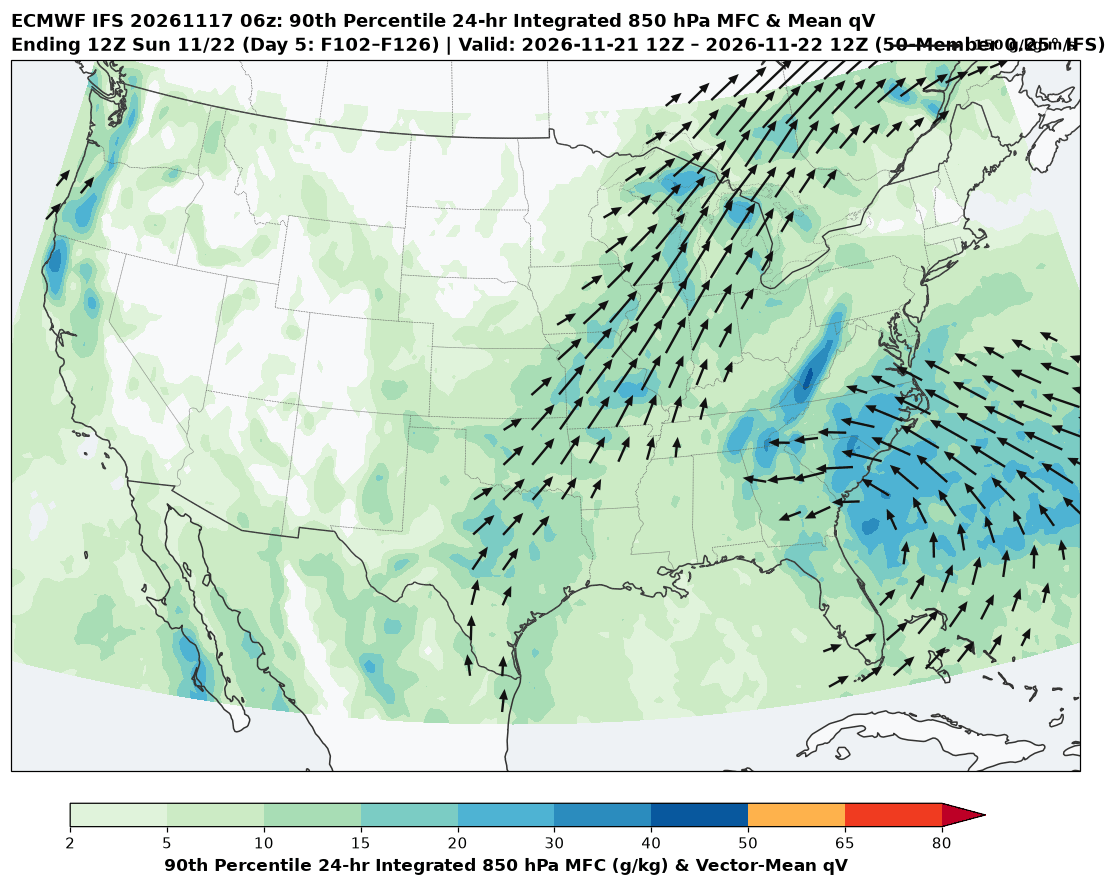 ECMWF IFS 20261117 06z: 90th Percentile 24-hr Integrated 850 hPa MFC & Mean qV
Ending 12Z Sun 11/22 (Day 5: F102–F126) | Valid: 2026-11-21 12Z – 2026-11-22 12Z (50-Member 0.25° IFS)
2 5 10 15 20 30 40 50 65 80
90th Percentile 24-hr Integrated 850 hPa MFC (g/kg) & Vector-Mean qV